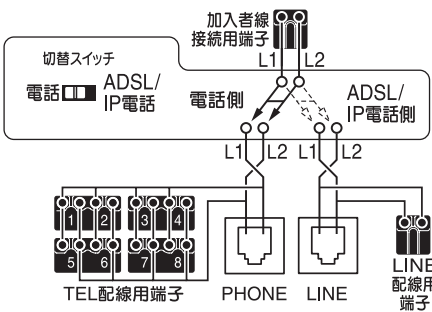 加入者線
接続用端子
L1 L2
切替スイッチ
電話 ADSL/
IP電話
電話側
ADSL/
IP電話側
L1 L2 L1 L2
1 2 3 4
5 6 7 8
TEL配線用端子
PHONE LINE
LINE
配線用
端子